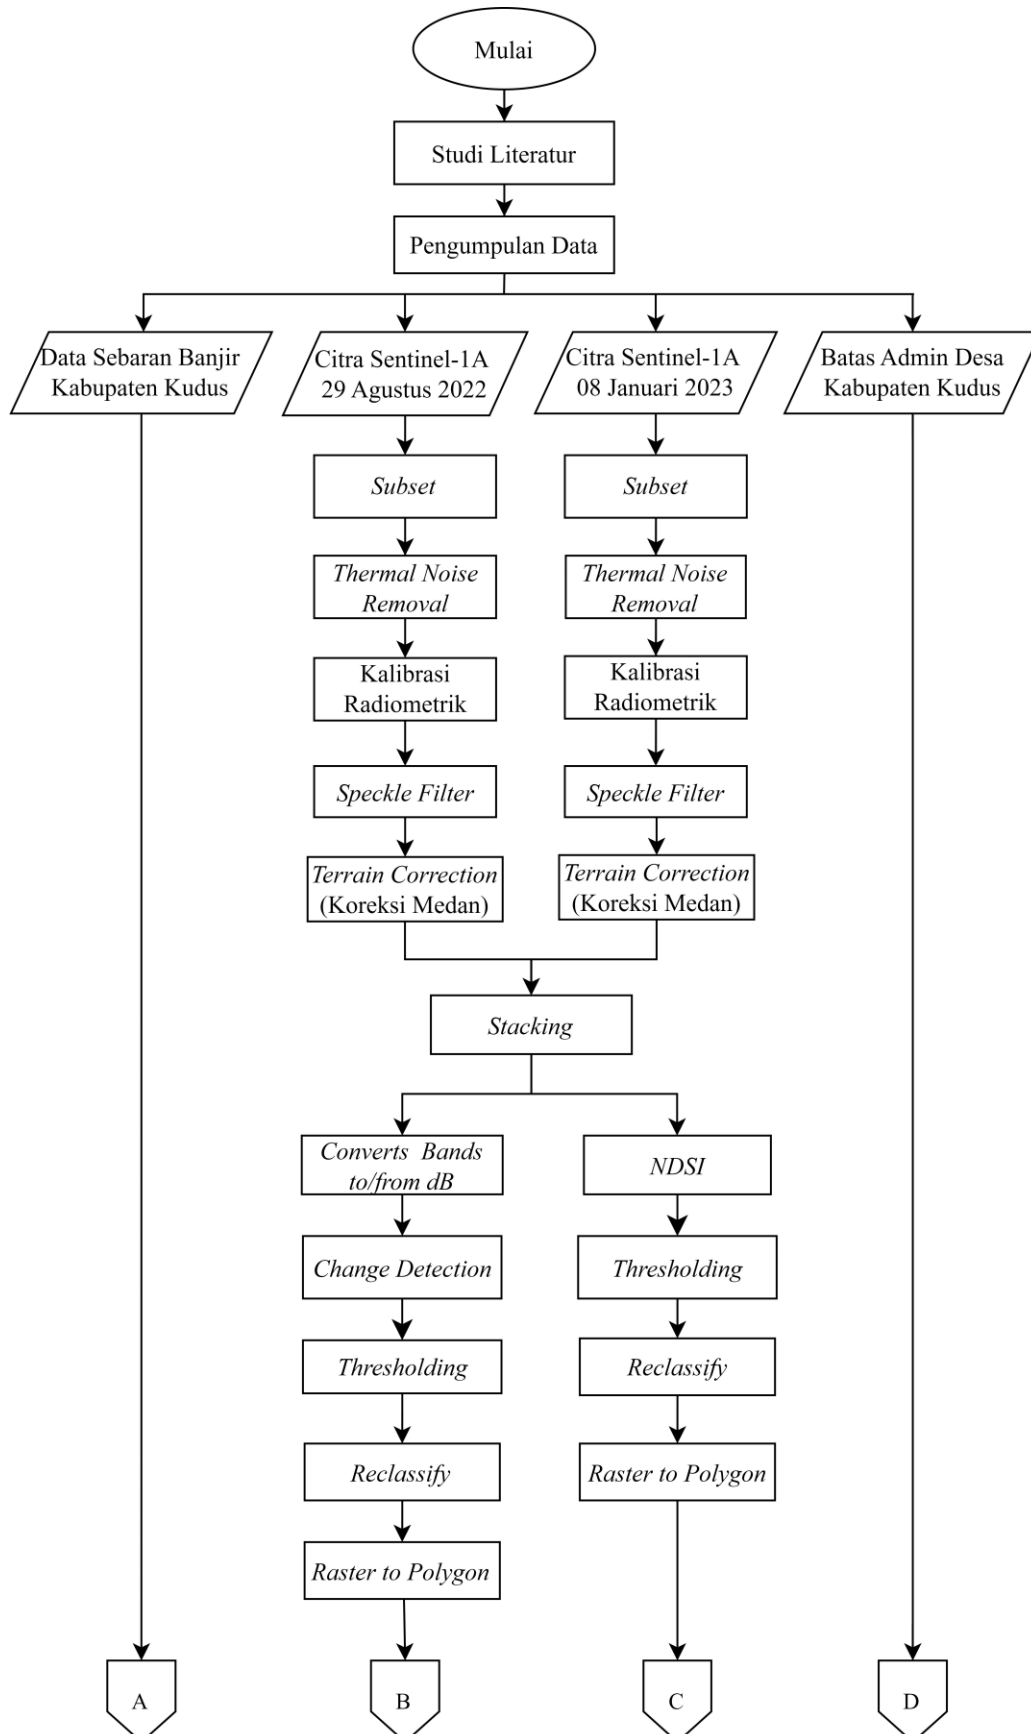 Mulai
Studi Literatur
Pengumpulan Data
Data Sebaran Banjir
Kabupaten Kudus
Citra Sentinel-1A
29 Agustus 2022
Citra Sentinel-1A
08 Januari 2023
Batas Admin Desa
Kabupaten Kudus
Subset
Subset
Thermal Noise
Removal
Thermal Noise
Removal
Kalibrasi
Radiometrik
Kalibrasi
Radiometrik
Speckle Filter
Speckle Filter
Terrain Correction
(Koreksi Medan)
Terrain Correction
(Koreksi Medan)
Stacking
Converts Bands
to/from dB
NDSI
Change Detection
Thresholding
Thresholding
Reclassify
Reclassify
Raster to Polygon
Raster to Polygon
A
B
C
D